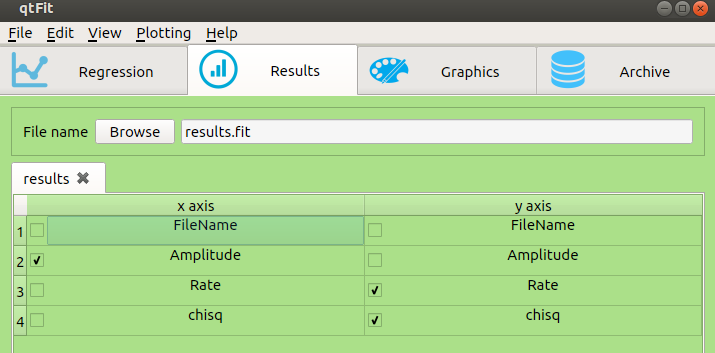 qtFit
File Edit View Plotting Help
Regression Results Graphics Archive
File name Browse results.fit
results
x axis y axis
1 FileName FileName
2 Amplitude Amplitude
3 Rate Rate
4 chisq chisq